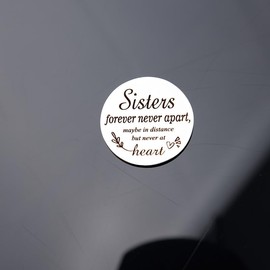 Sisters
forever never apart,
maybe in distance
but never at
heart